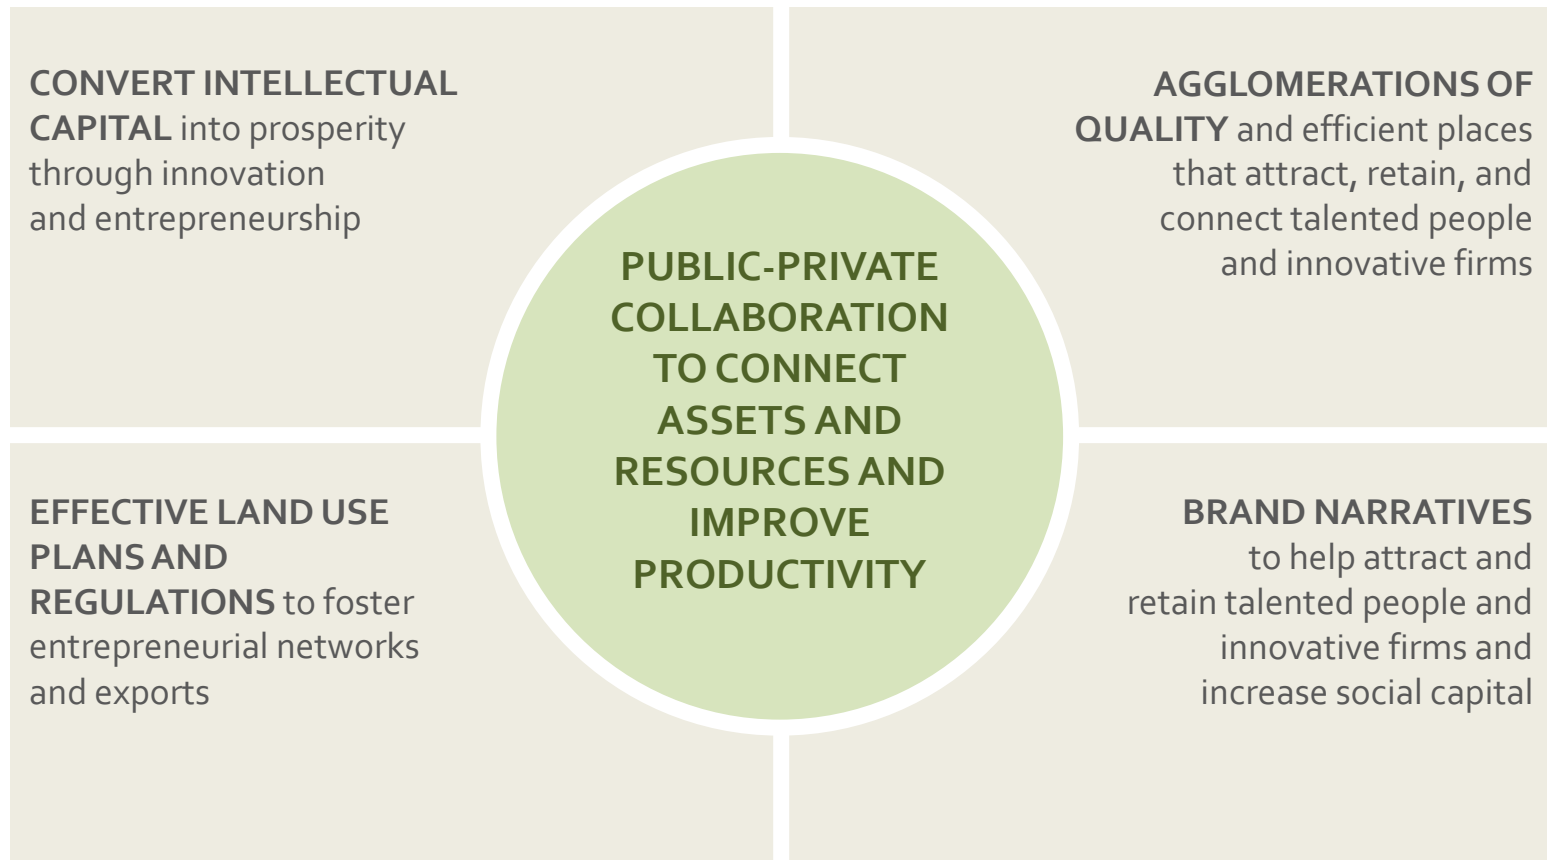 CONVERT INTELLECTUAL
CAPITAL into prosperity
through innovation
and entrepreneurship
AGGLOMERATIONS OF
QUALITY and efficient places
that attract, retain, and
connect talented people
and innovative firms
PUBLIC-PRIVATE
COLLABORATION
TO CONNECT
ASSETS AND
RESOURCES AND
IMPROVE
PRODUCTIVITY
EFFECTIVE LAND USE
PLANS AND
REGULATIONS to foster
entrepreneurial networks
and exports
BRAND NARRATIVES
to help attract and
retain talented people and
innovative firms and
increase social capital